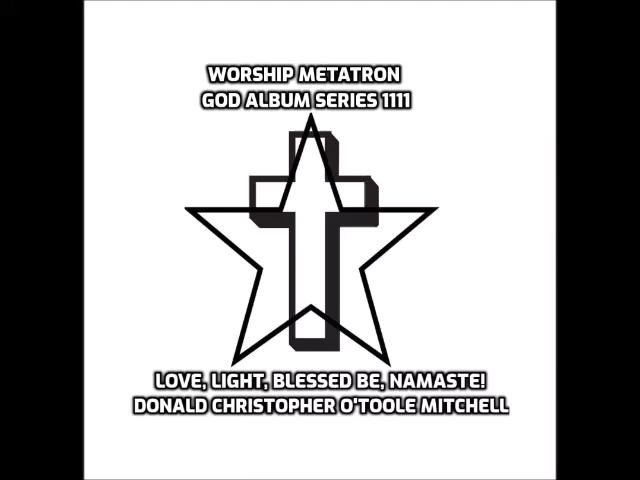 WORSHIP METATRON
GOD ALBUM SERIES 1111
LOVE, LIGHT, BLESSED BE, NAMASTE!
DONALD CHRISTOPHER O'TOOLE MITCHELL